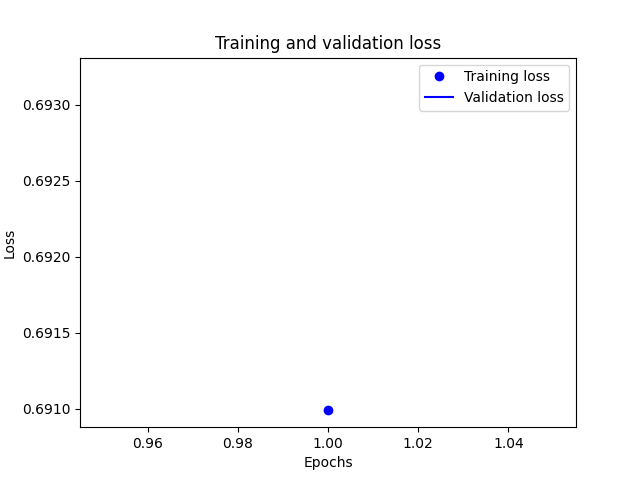 Training and validation loss
Training loss
Validation loss
0.6930
0.6925
0.6920
0.6915
0.6910
Loss
0.96 0.98 1.00 1.02 1.04
Epochs